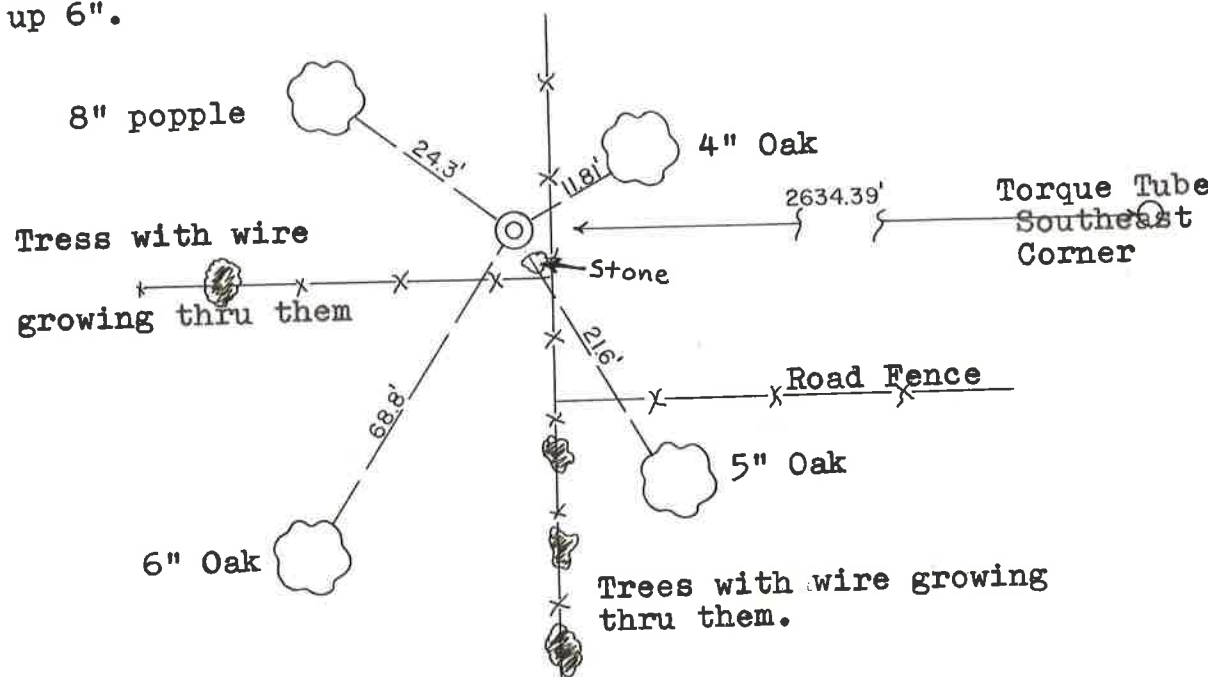 up 6".
8" popple
24.3'
4" Oak
11.81'
2634.39'
Torque Tube
Southeast
Corner
Tress with wire
growing thru them
Stone
21.6'
Road Fence
68.8'
5" Oak
6" Oak
Trees with wire growing
thru them.